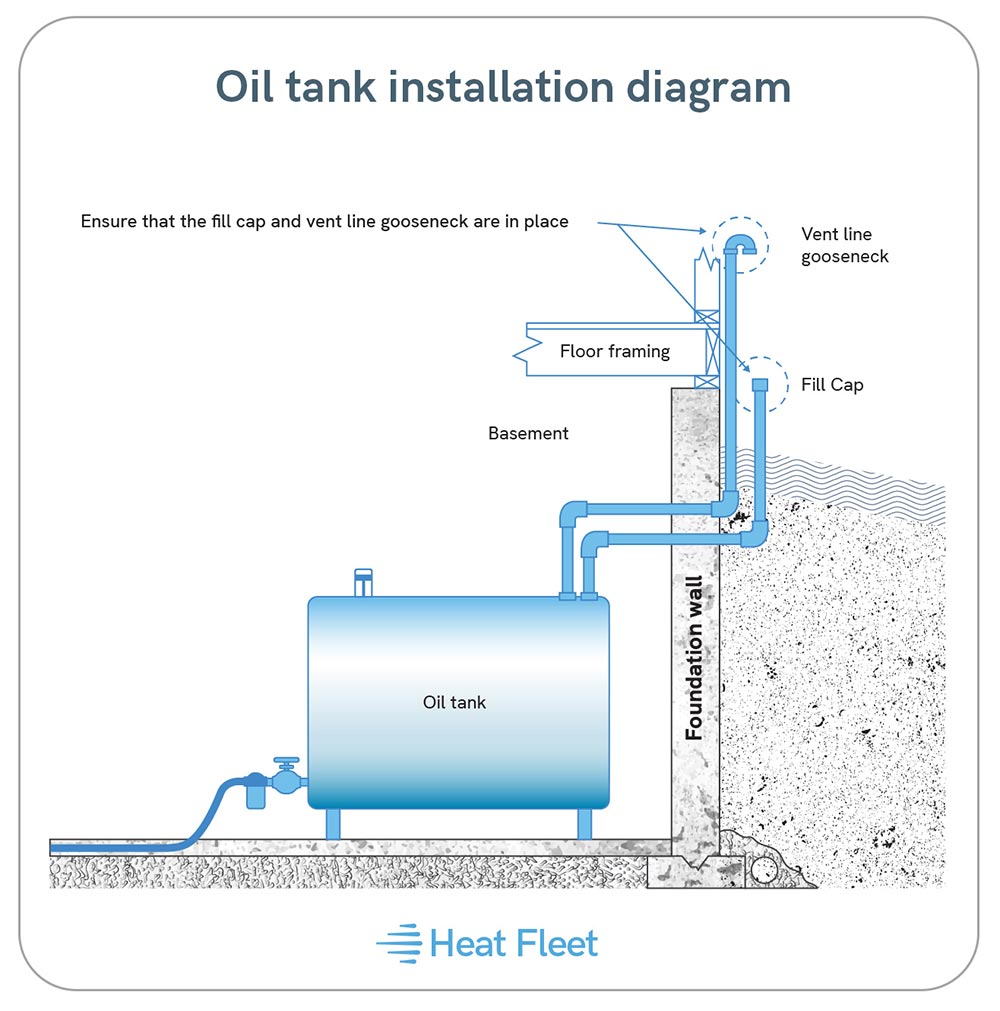 Oil tank installation diagram
Ensure that the fill cap and vent line gooseneck are in place
Vent line
gooseneck
Floor framing
Fill Cap
Basement
Foundation wall
Oil tank
Heat Fleet